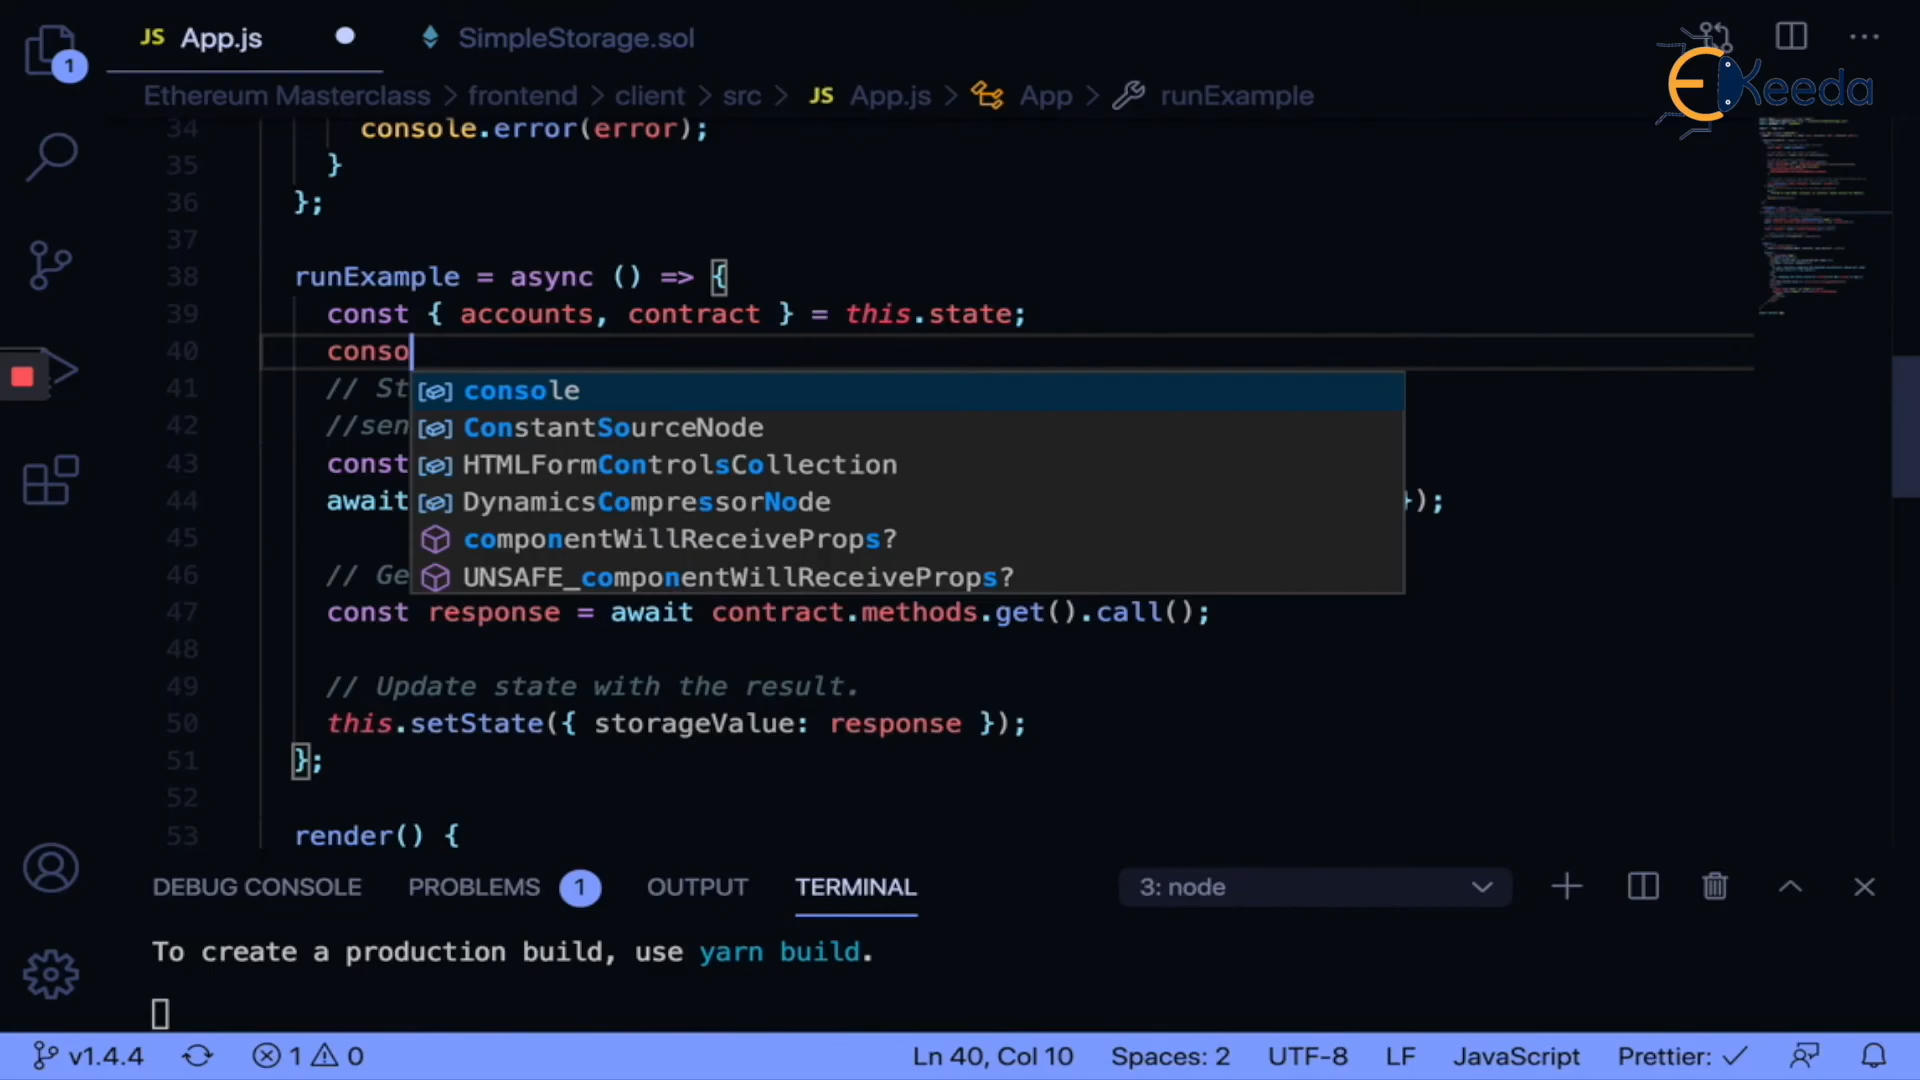 JS App.js
SimpleStorage.sol
EKeeda
Ethereum Masterclass > frontend > client > src > JS App.js > App > runExample
1
34 console.error(error);
35 }
36 };
37
38 runExample = async () => {
39 const { accounts, contract } = this.state;
40 conso
41 // St
42 //sen
43 const
44 await });
45
46 // Ge
47 const response = await contract.methods.get().call();
48
49 // Update state with the result.
50 this.setState({ storageValue: response });
51 };
52
53 render() {
console
ConstantSourceNode
HTMLFormControlsCollection
DynamicsCompressorNode
componentWillReceiveProps?
UNSAFE_componentWillReceiveProps?
DEBUG CONSOLE PROBLEMS 1 OUTPUT TERMINAL 3: node
To create a production build, use yarn build.
v1.4.4 1 0 Ln 40, Col 10 Spaces: 2 UTF-8 LF JavaScript Prettier: ✓